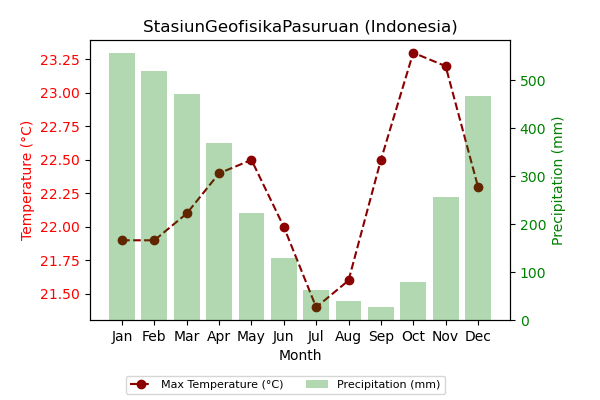 StasiunGeofisikaPasuruan (Indonesia)
Temperature (°C)
23.25
23.00
22.75
22.50
22.25
22.00
21.75
21.50
500
400
300
200
100
0
Precipitation (mm)
Jan Feb Mar Apr May Jun Jul Aug Sep Oct Nov Dec
Month
Max Temperature (°C) Precipitation (mm)